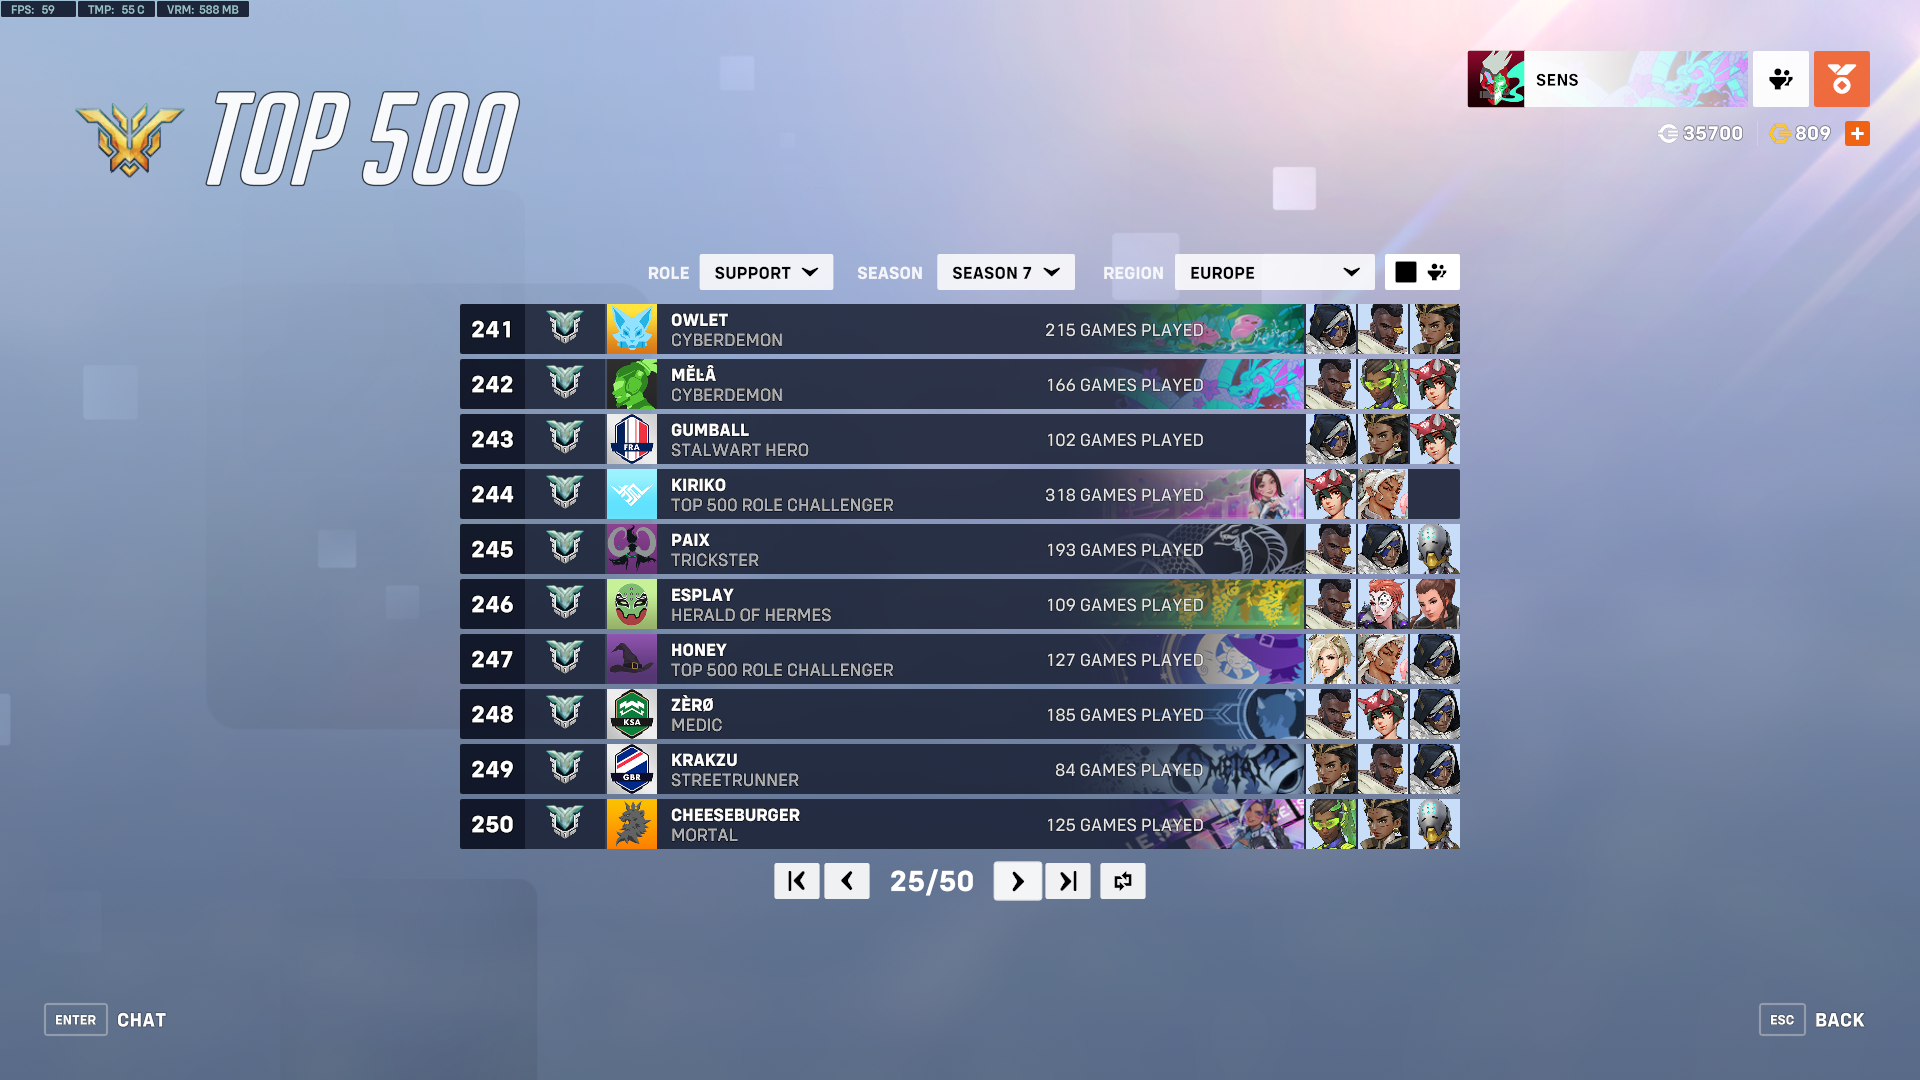 FPS: 59 TMP: 55 C VRM: 588 MB
TOP 500
SENS
35700 809
ROLE SUPPORT SEASON SEASON 7 REGION EUROPE
241 OWLET 215 GAMES PLAYED
CYBERDEMON
242 MĚŁÂ 166 GAMES PLAYED
CYBERDEMON
243 FRA GUMBALL 102 GAMES PLAYED
STALWART HERO
244 KIRIKO 318 GAMES PLAYED
TOP 500 ROLE CHALLENGER
245 PAIX 193 GAMES PLAYED
TRICKSTER
246 ESPLAY 109 GAMES PLAYED
HERALD OF HERMES
247 HONEY 127 GAMES PLAYED
TOP 500 ROLE CHALLENGER
248 KSA ZÈRØ 185 GAMES PLAYED
MEDIC
249 GBR KRAKZU 84 GAMES PLAYED
STREETRUNNER
250 CHEESEBURGER 125 GAMES PLAYED
MORTAL
25/50
ENTER CHAT
ESC BACK